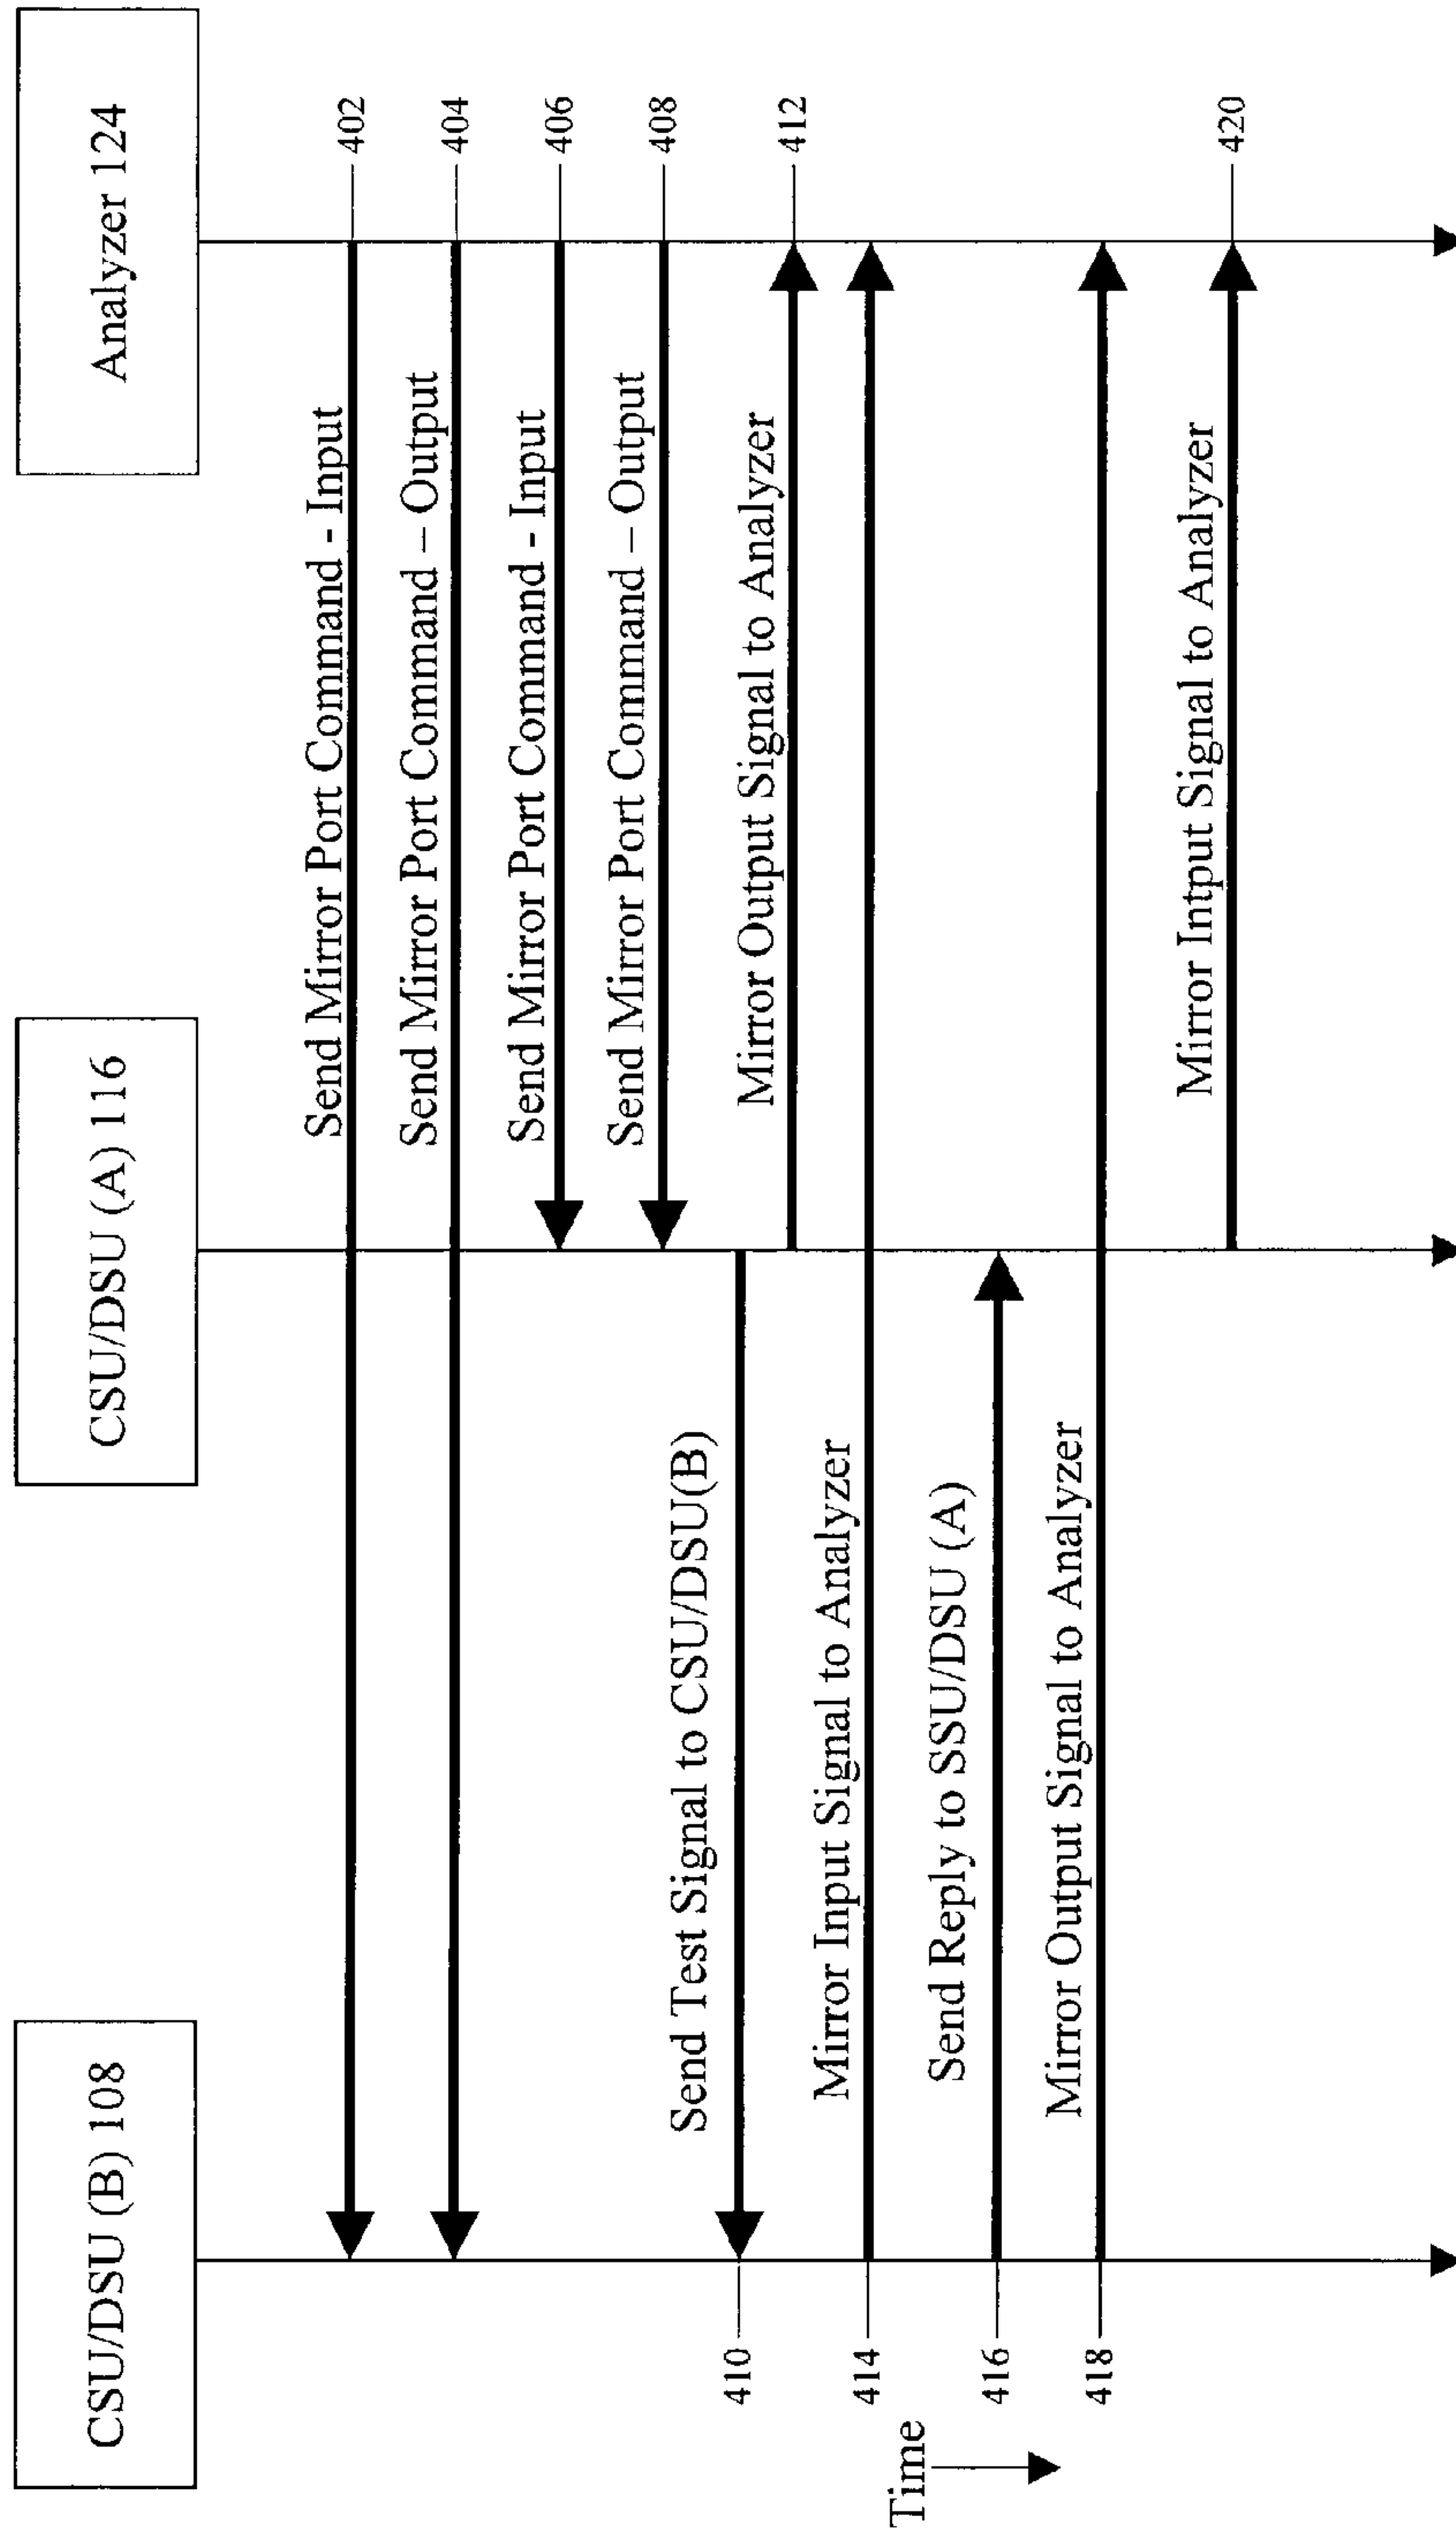 CSU/DSU (B) 108
CSU/DSU (A) 116
Analyzer 124
Send Mirror Port Command - Input
402
Send Mirror Port Command – Output
404
Send Mirror Port Command - Input
406
Send Mirror Port Command – Output
408
410
Send Test Signal to CSU/DSU(B)
Mirror Output Signal to Analyzer
412
414
Mirror Input Signal to Analyzer
Time
416
Send Reply to SSU/DSU (A)
418
Mirror Output Signal to Analyzer
Mirror Intput Signal to Analyzer
420